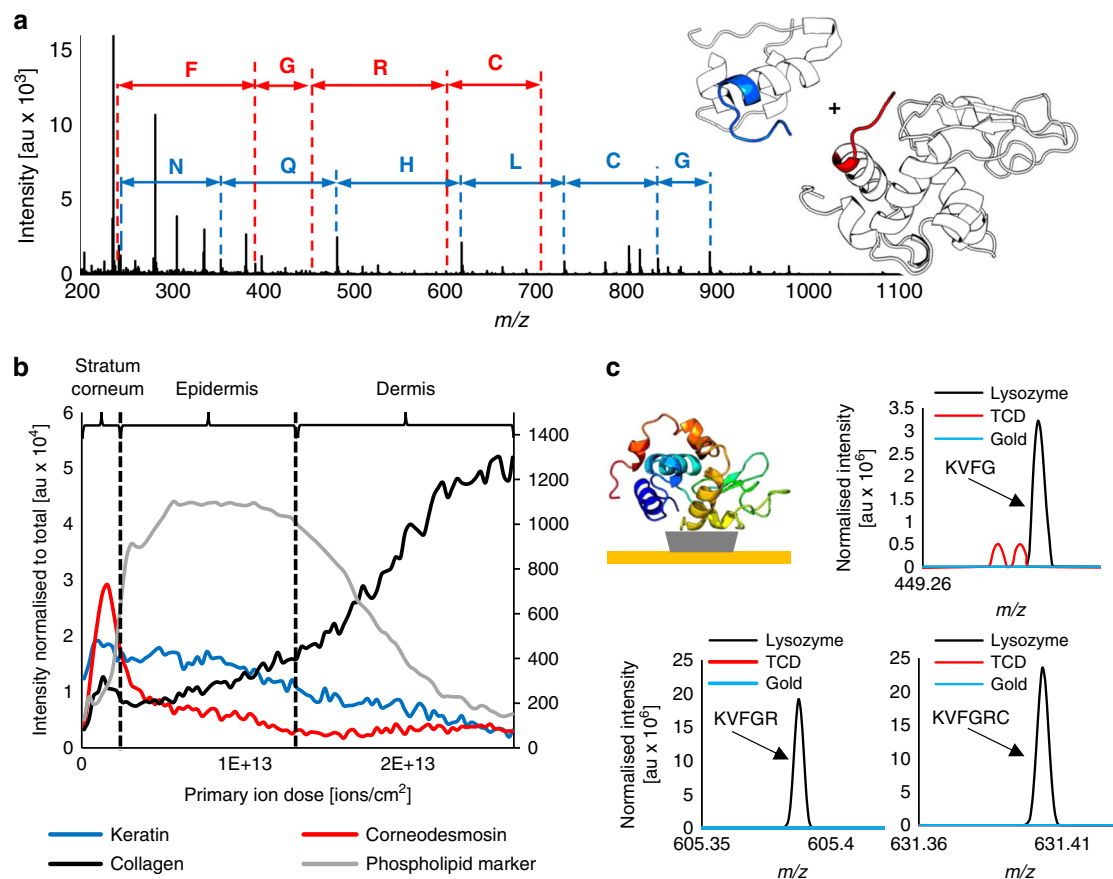 a
Intensity [au x 10³]
15
10
5
0
F G R C
N Q H L C G
+
200 300 400 500 600 700 800 900 1000 1100
m/z
b
Stratum corneum
Epidermis
Dermis
Intensity normalised to total [au x 10⁴]
6
5
4
3
2
1
0
1400
1200
1000
800
600
400
200
0
0 1E+13 2E+13
Primary ion dose [ions/cm²]
Keratin
Corneodesmosin
Collagen
Phospholipid marker
c
Lysozyme
TCD
Gold
KVFG
Normalised intensity
[au x 10⁶]
3.5
3
2.5
2
1.5
1
0.5
0
449.26
m/z
Lysozyme
TCD
Gold
KVFGR
Normalised intensity
[au x 10⁶]
25
20
15
10
5
0
605.35 605.4
m/z
Lysozyme
TCD
Gold
KVFGRC
25
20
15
10
5
0
631.36 631.41
m/z